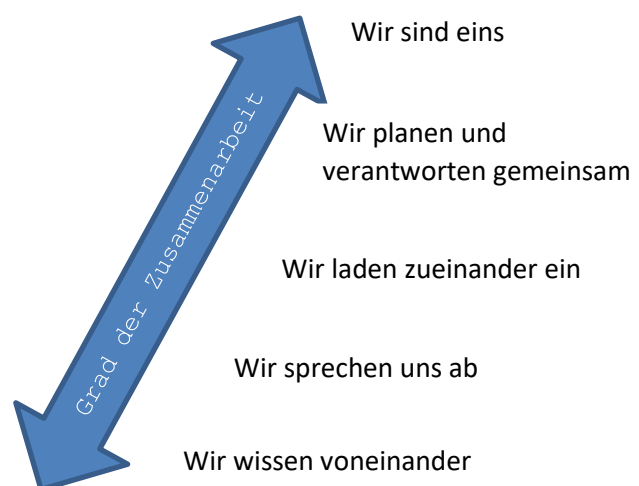 Wir sind eins
Wir planen und
verantworten gemeinsam
Grad der Zusammenarbeit
Wir laden zueinander ein
Wir sprechen uns ab
Wir wissen voneinander